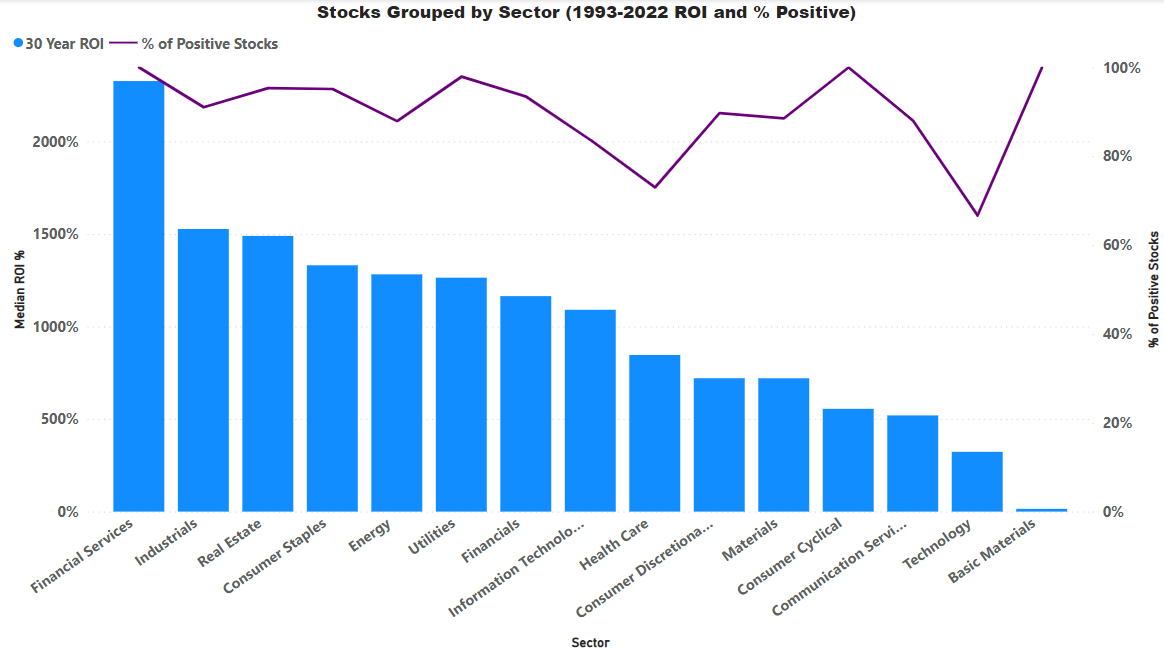 Stocks Grouped by Sector (1993-2022 ROI and % Positive)
30 Year ROI % of Positive Stocks
100%
2000%
80%
1500%
60%
Median ROI %
% of Positive Stocks
1000%
40%
500%
20%
0%
0%
Financial Services
Industrials
Real Estate
Consumer Staples
Energy
Utilities
Financials
Information Technolo...
Health Care
Consumer Discretiona...
Materials
Consumer Cyclical
Communication Servi...
Technology
Basic Materials
Sector